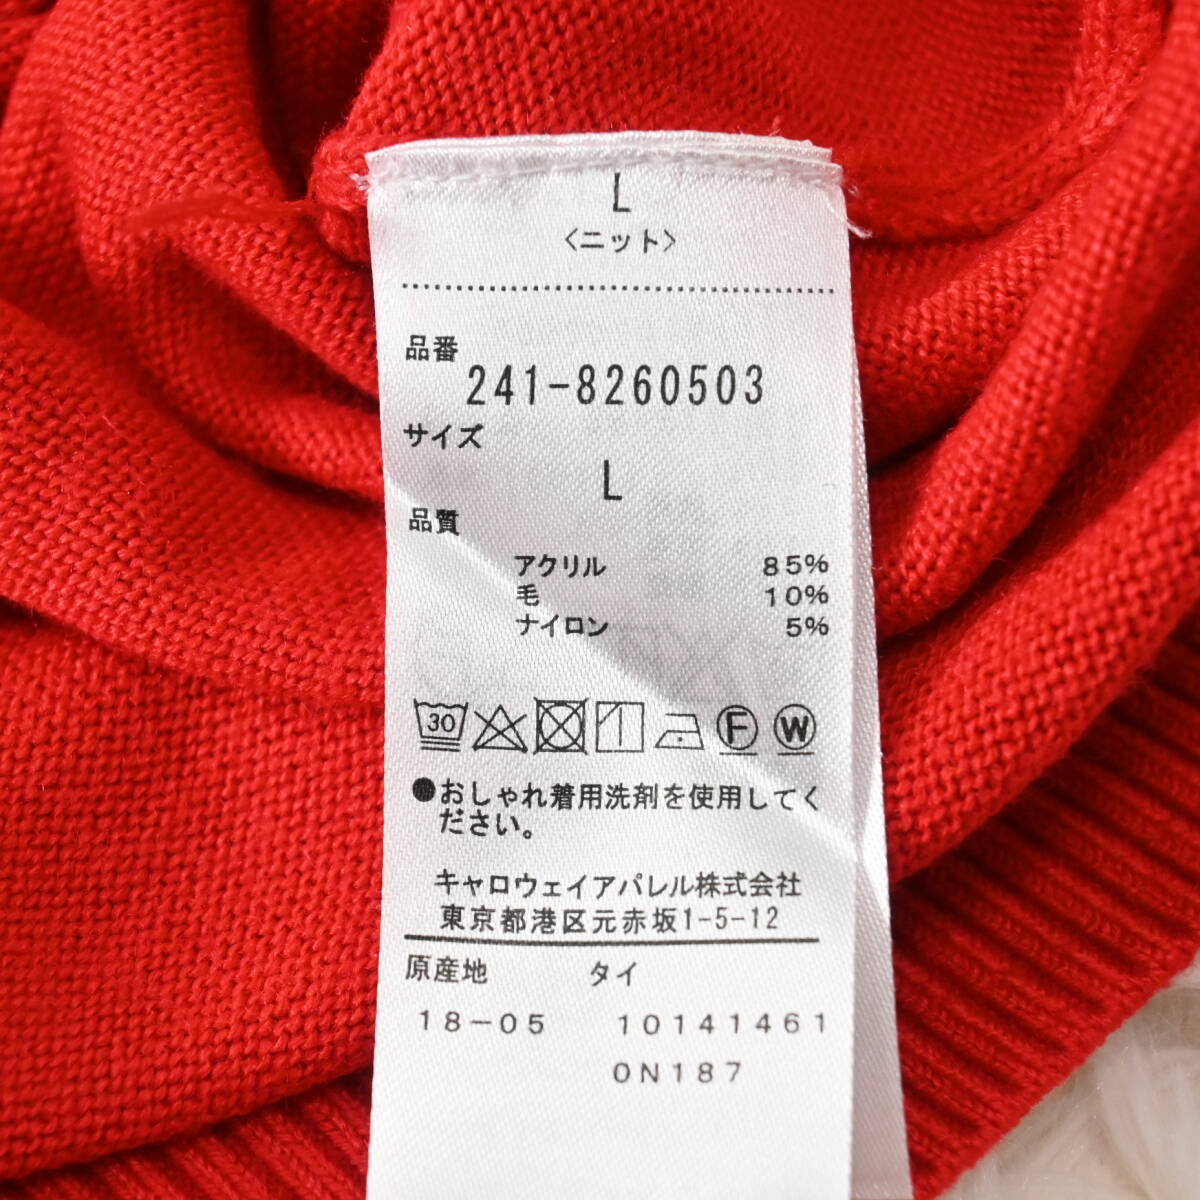 L
<ニット>
品番
241-8260503
サイズ
L
品質
アクリル 85%
毛 10%
ナイロン 5%
30 F W
●おしゃれ着用洗剤を使用してく
ださい。
キャロウェイアパレル株式会社
東京都港区元赤坂1-5-12
原産地 タイ
18-05 10141461
0N187